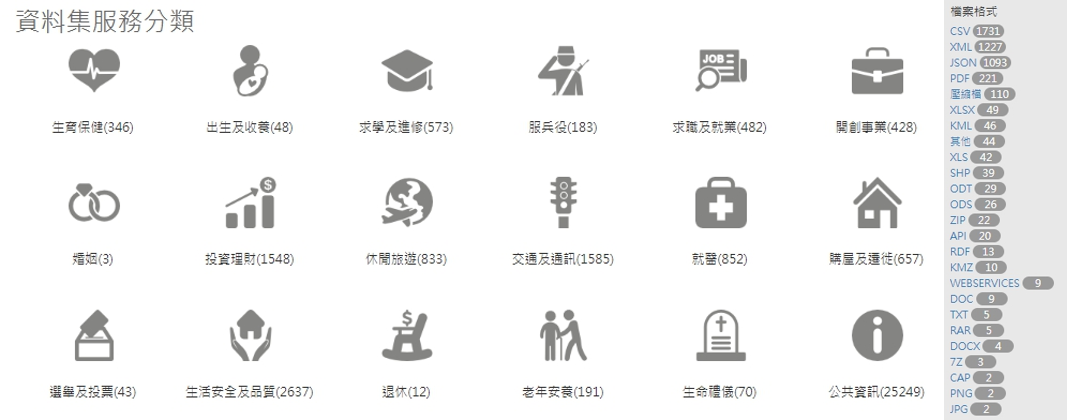 資料集服務分類
JOB
生育保健(346)
出生及收養(48)
求學及進修(573)
服兵役(183)
求職及就業(482)
開創事業(428)
$
婚姻(3)
投資理財(1548)
休閒旅遊(833)
交通及通訊(1585)
就醫(852)
購屋及遷徙(657)
$
選舉及投票(43)
生活安全及品質(2637)
退休(12)
老年安養(191)
生命禮儀(70)
公共資訊(25249)
檔案格式
CSV 1731
XML 1227
JSON 1093
PDF 221
壓縮檔 110
XLSX 49
KML 46
其他 44
XLS 42
SHP 39
ODT 29
ODS 26
ZIP 22
API 20
RDF 13
KMZ 10
WEBSERVICES 9
DOC 9
TXT 5
RAR 5
DOCX 4
7Z 3
CAP 2
PNG 2
JPG 2